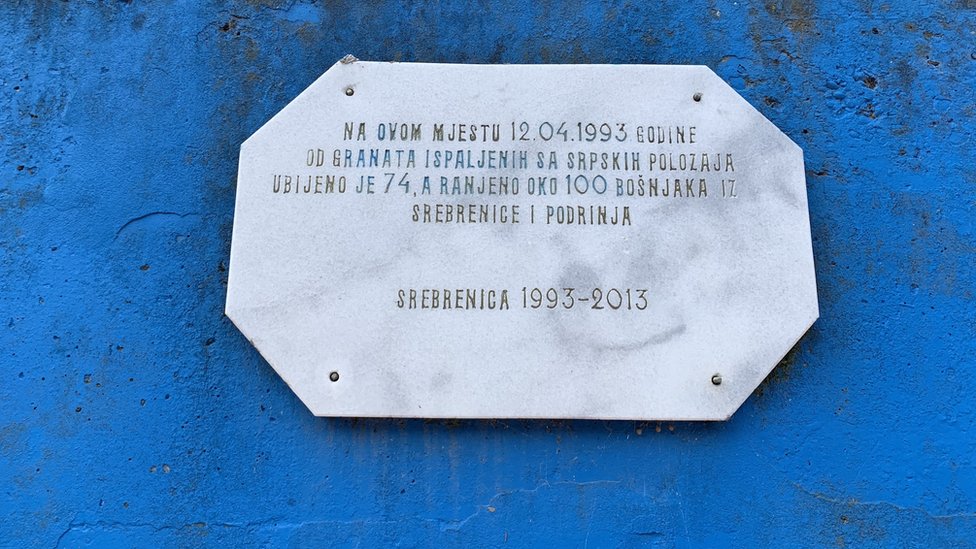 NA OVOM MJESTU 12.04.1993 GODINE
OD GRANATA ISPALJENIH SA SRPSKIH POLOZAJA
UBIJENO JE 74, A RANJENO OKO 100 BOŠNJAKA IZ
SREBRENICE I PODRINJA
SREBRENICA 1993-2013